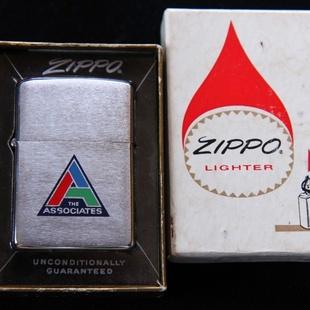 ZIPPO
THE
ASSOCIATES
UNCONDITIONALLY
GUARANTEED
ZIPPO
LIGHTER